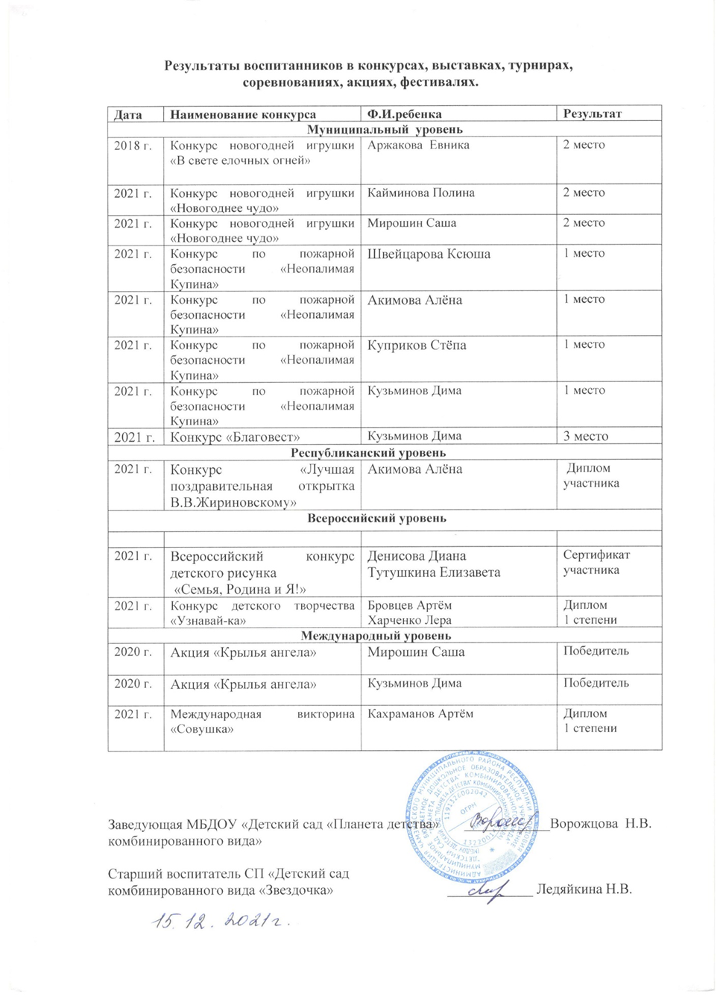 Результаты воспитанников в конкурсах, выставках, турнирах,
соревнованиях, акциях, фестивалях.
Дата Наименование конкурса Ф.И.ребенка Результат
Муниципальный уровень
2018 г. Конкурс новогодней игрушки Аржакова Евника 2 место
«В свете елочных огней»
2021 г. Конкурс новогодней игрушки Кайминова Полина 2 место
«Новогоднее чудо»
2021 г. Конкурс новогодней игрушки Мирошин Саша 2 место
«Новогоднее чудо»
2021 г. Конкурс по пожарной Швейцарова Ксюша 1 место
безопасности «Неопалимая
Купина»
2021 г. Конкурс по пожарной Акимова Алёна 1 место
безопасности «Неопалимая
Купина»
2021 г. Конкурс по пожарной Куприков Стёпа 1 место
безопасности «Неопалимая
Купина»
2021 г. Конкурс по пожарной Кузьминов Дима 1 место
безопасности «Неопалимая
Купина»
2021 г. Конкурс «Благовест» Кузьминов Дима 3 место
Республиканский уровень
2021 г. Конкурс «Лучшая Акимова Алёна Диплом
поздравительная открытка участника
В.В.Жириновскому»
Всероссийский уровень
2021 г. Всероссийский конкурс Денисова Диана Сертификат
детского рисунка Тутушкина Елизавета участника
«Семья, Родина и Я!»
2021 г. Конкурс детского творчества Бровцев Артём Диплом
«Узнавай-ка» Харченко Лера 1 степени
Международный уровень
2020 г. Акция «Крылья ангела» Мирошин Саша Победитель
2020 г. Акция «Крылья ангела» Кузьминов Дима Победитель
2021 г. Международная викторина Кахраманов Артём Диплом
«Совушка» 1 степени
Заведующая МБДОУ «Детский сад «Планета детства» Ворожцова Н.В.
комбинированного вида»
Старший воспитатель СП «Детский сад
комбинированного вида «Звездочка» Ледяйкина Н.В.
15.12.2021г.
ОГРН